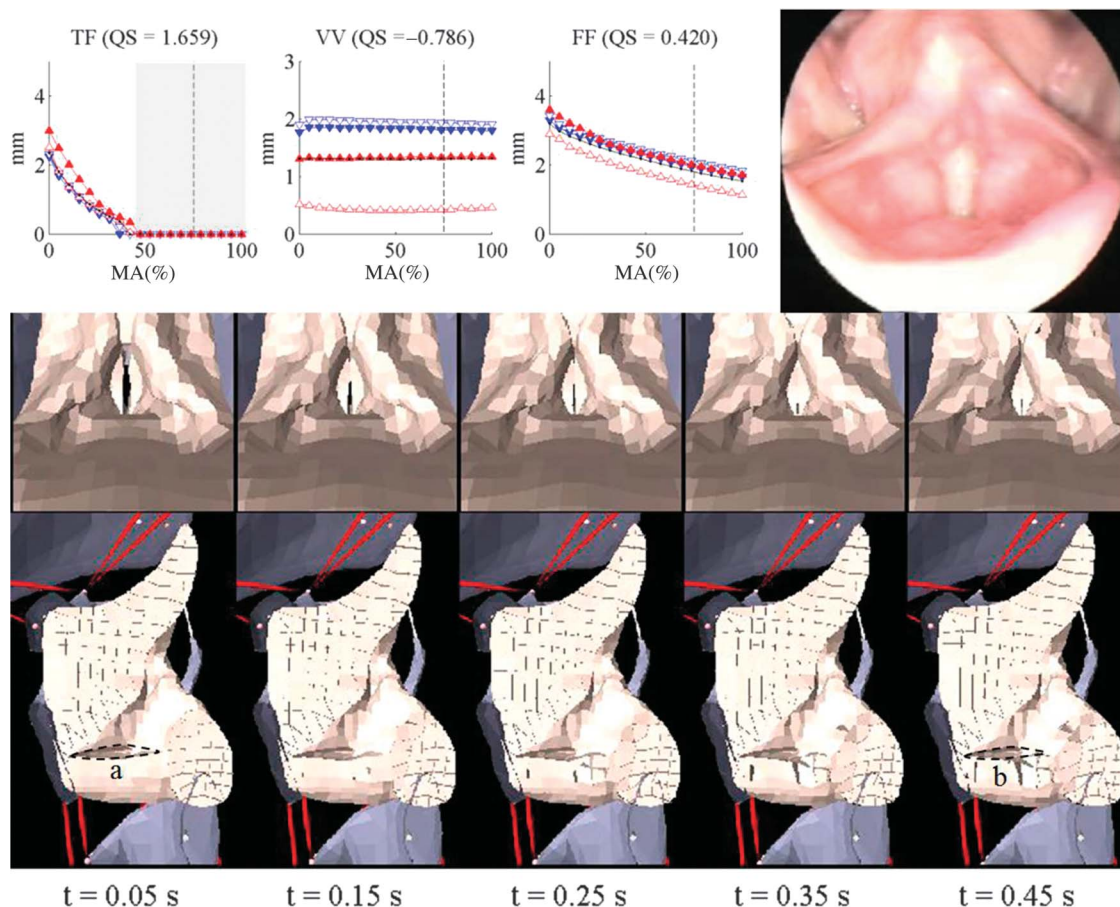 TF (QS = 1.659)
VV (QS =−0.786)
FF (QS = 0.420)
mm
4
2
0
0
50
100
MA(%)
mm
3
2
1
0
0
50
100
MA(%)
mm
4
2
0
0
50
100
MA(%)
a
b
t = 0.05 s
t = 0.15 s
t = 0.25 s
t = 0.35 s
t = 0.45 s